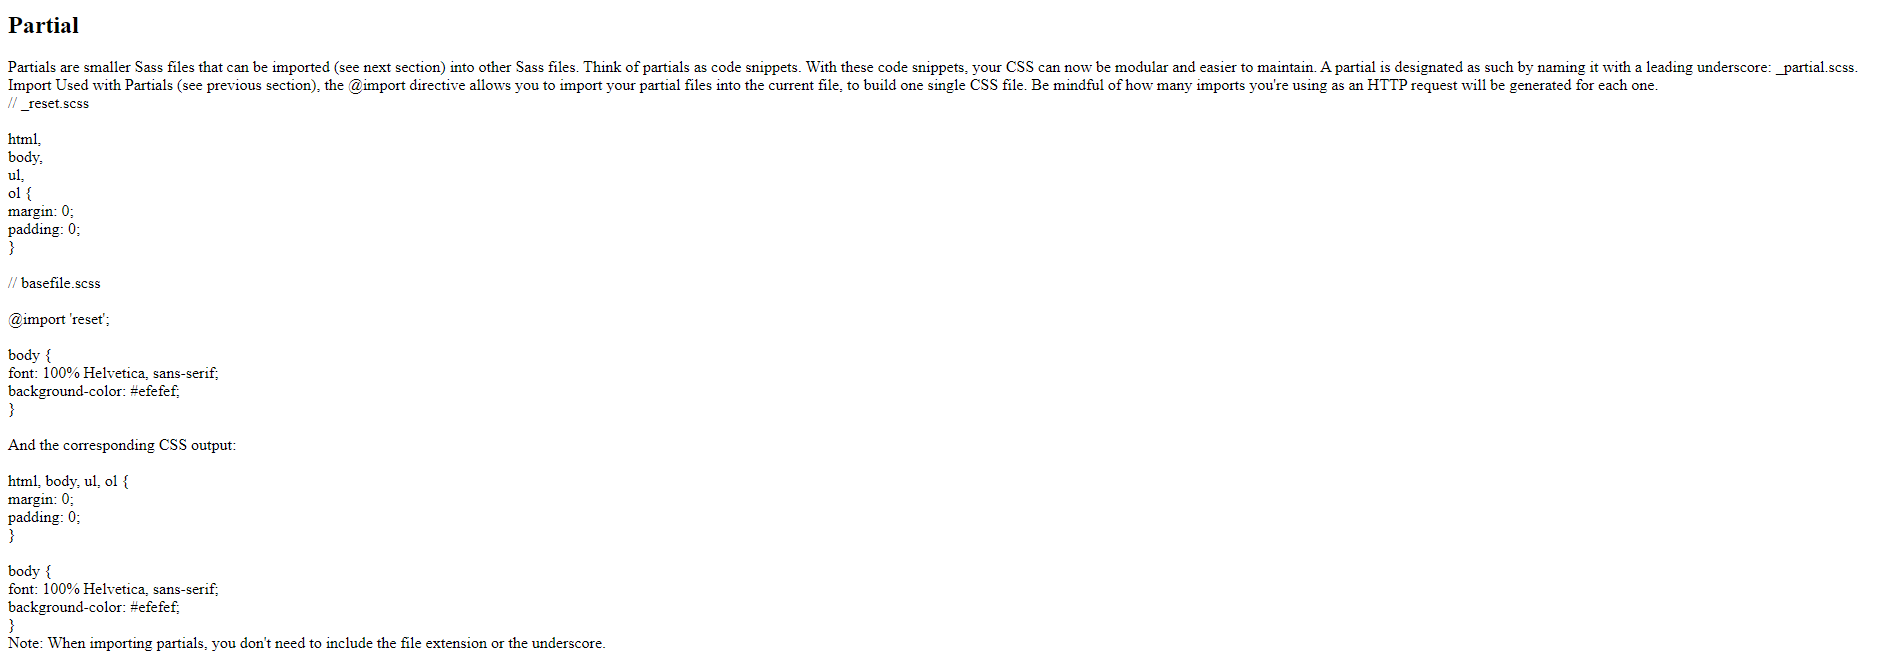 Partial
Partials are smaller Sass files that can be imported (see next section) into other Sass files. Think of partials as code snippets. With these code snippets, your CSS can now be modular and easier to maintain. A partial is designated as such by naming it with a leading underscore: _partial.scss.
Import Used with Partials (see previous section), the @import directive allows you to import your partial files into the current file, to build one single CSS file. Be mindful of how many imports you're using as an HTTP request will be generated for each one.
// _reset.scss
html,
body,
ul,
ol {
margin: 0;
padding: 0;
}
// basefile.scss
@import 'reset';
body {
font: 100% Helvetica, sans-serif;
background-color: #efefef;
}
And the corresponding CSS output:
html, body, ul, ol {
margin: 0;
padding: 0;
}
body {
font: 100% Helvetica, sans-serif;
background-color: #efefef;
}
Note: When importing partials, you don't need to include the file extension or the underscore.